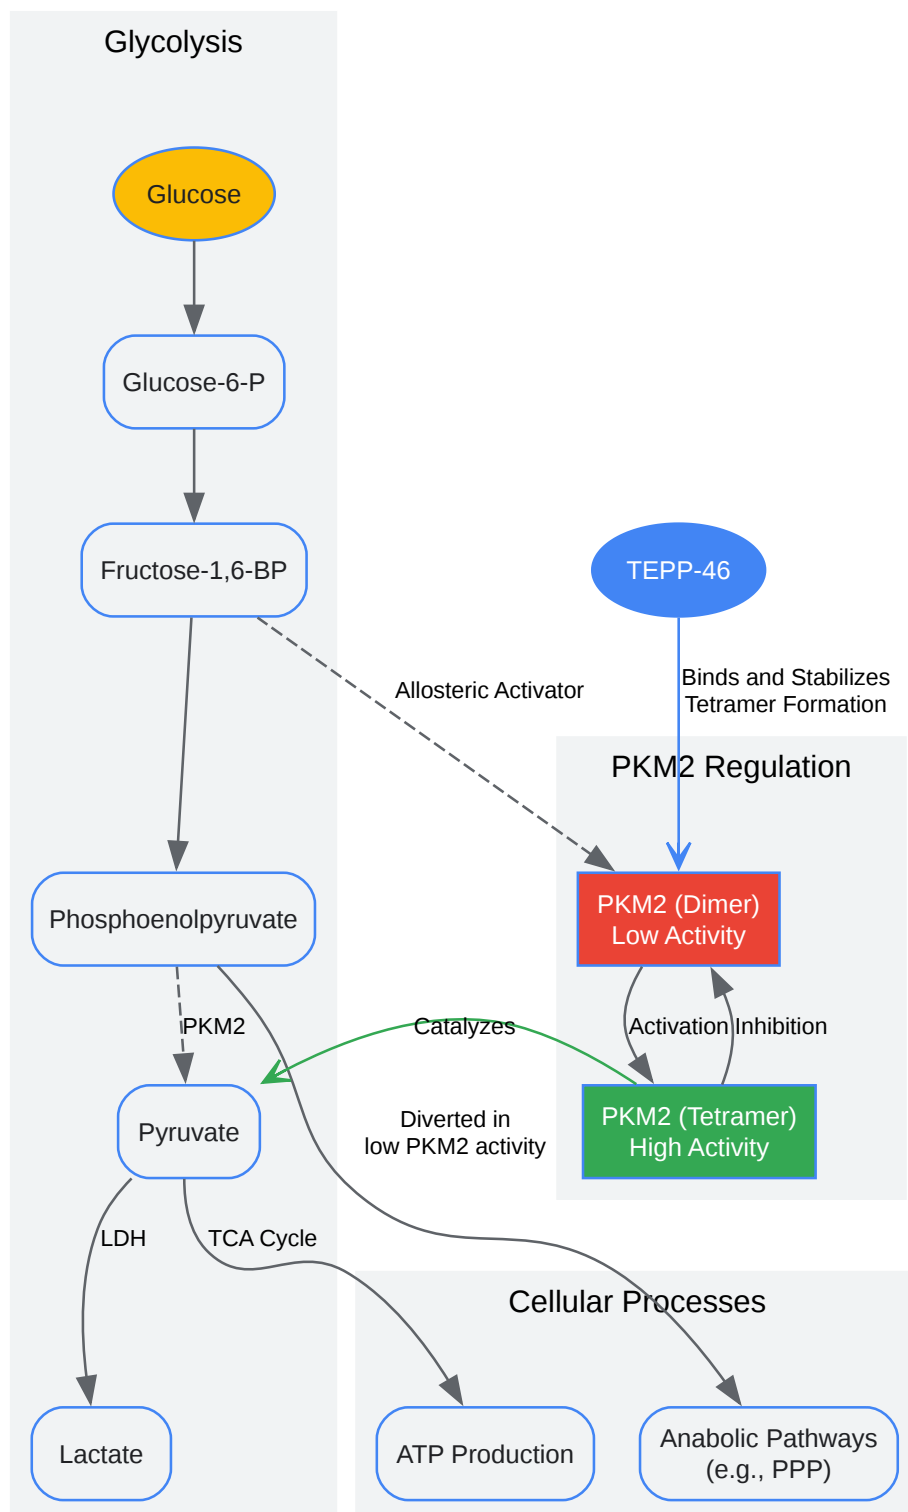 Glycolysis
Glucose
Glucose-6-P
Fructose-1,6-BP
TEPP-46
Allosteric Activator
Binds and Stabilizes
Tetramer Formation
PKM2 Regulation
Phosphoenolpyruvate
PKM2 (Dimer)
Low Activity
PKM2
Catalyzes
Activation
Inhibition
Pyruvate
Diverted in
low PKM2 activity
PKM2 (Tetramer)
High Activity
LDH
TCA Cycle
Cellular Processes
Lactate
ATP Production
Anabolic Pathways
(e.g., PPP)